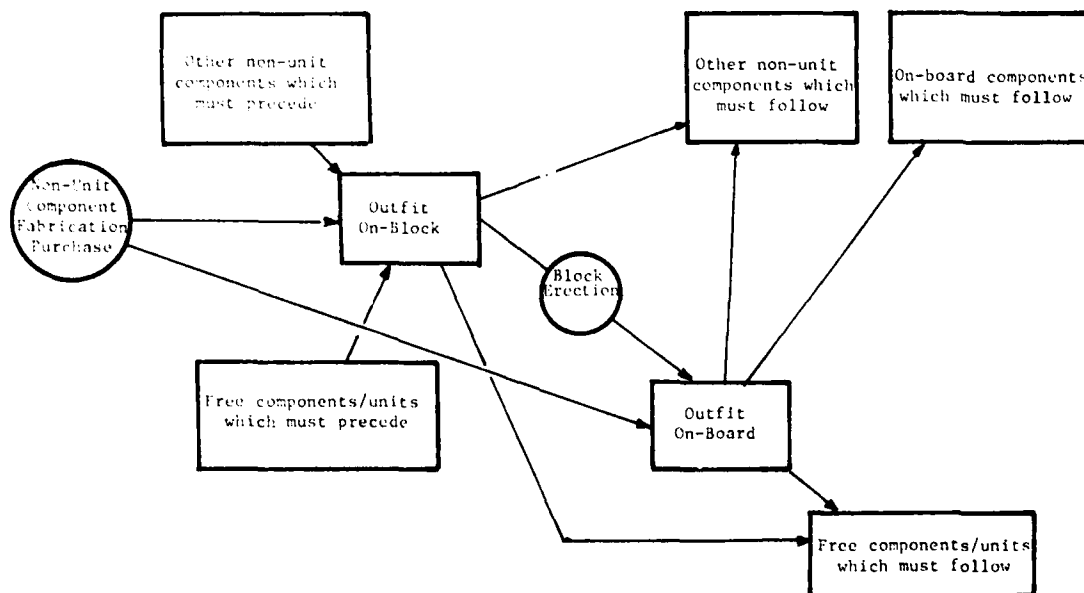 Other non-unit
components which
must precede
Other non-unit
components which
must follow
On-board components
which must follow
Non-Unit
Component
Fabrication
Purchase
Outfit
On-Block
Block
Erection
Free components/units
which must precede
Outfit
On-Board
Free components/units
which must follow